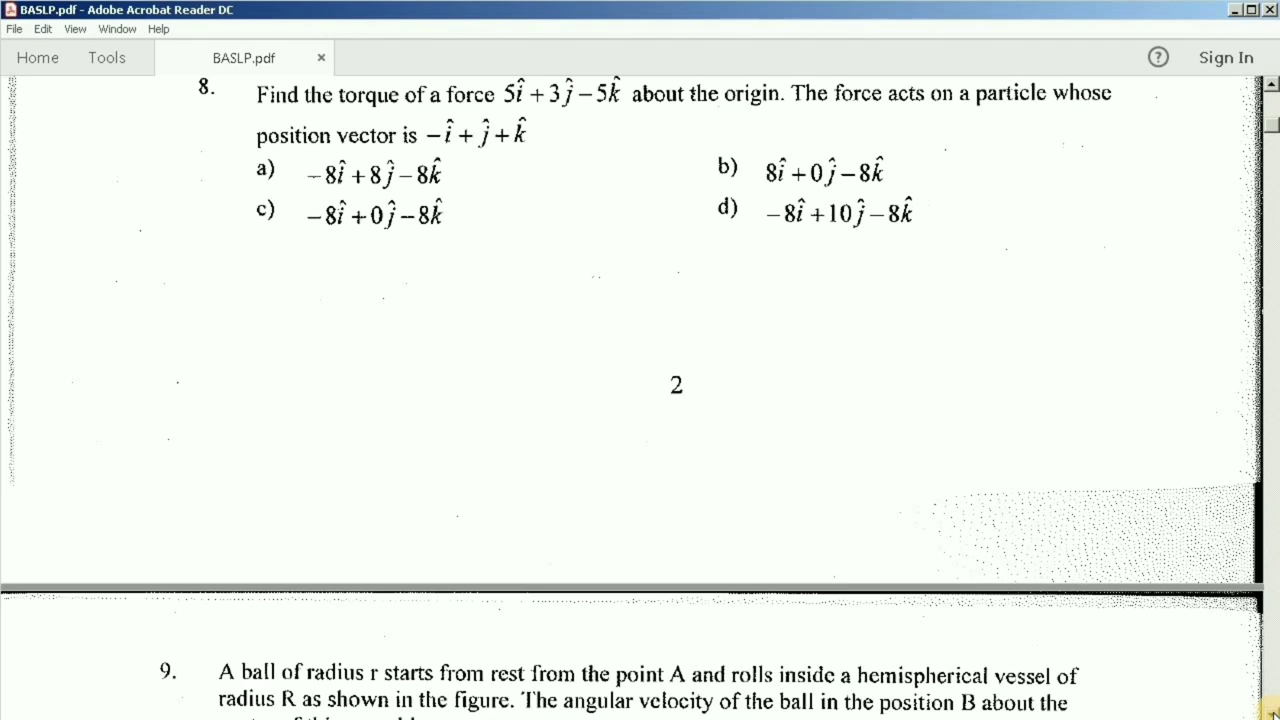 BASLP.pdf - Adobe Acrobat Reader DC
File Edit View Window Help
Home Tools BASLP.pdf × ? Sign In
8. Find the torque of a force 5î + 3ĵ − 5k̂ about the origin. The force acts on a particle whose
position vector is −î + ĵ + k̂
a) −8î + 8ĵ − 8k̂ b) 8î + 0ĵ − 8k̂
c) −8î + 0ĵ − 8k̂ d) −8î + 10ĵ − 8k̂
2
9. A ball of radius r starts from rest from the point A and rolls inside a hemispherical vessel of
radius R as shown in the figure. The angular velocity of the ball in the position B about the